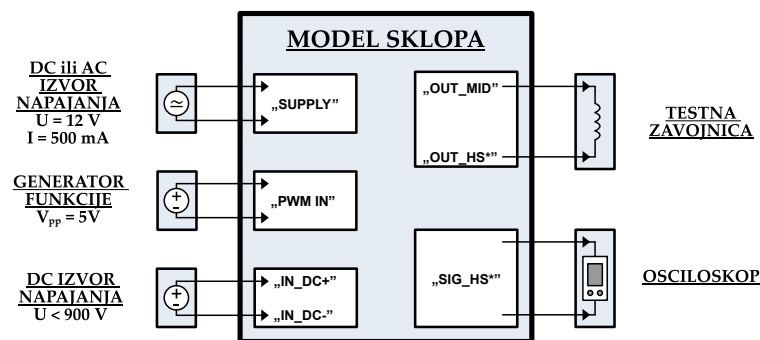 MODEL SKLOPA
DC ili AC
IZVOR
NAPAJANJA
U = 12 V
I = 500 mA
„SUPPLY”
GENERATOR
FUNKCIJE
Vpp = 5V
„PWM IN”
DC IZVOR
NAPAJANJA
U < 900 V
„IN_DC+”
„IN_DC-”
„OUT_MID”
„OUT_HS*”
TESTNA
ZAVOJNICA
„SIG_HS*”
OSCILOSKOP